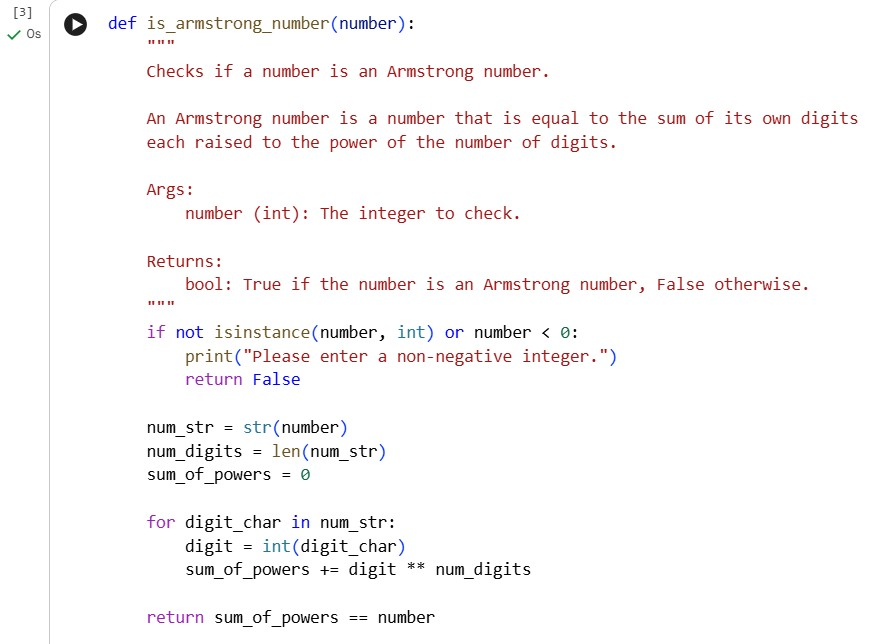 [3]
0s
def is_armstrong_number(number):
    """
    Checks if a number is an Armstrong number.

    An Armstrong number is a number that is equal to the sum of its own digits
    each raised to the power of the number of digits.

    Args:
        number (int): The integer to check.

    Returns:
        bool: True if the number is an Armstrong number, False otherwise.
    """
    if not isinstance(number, int) or number < 0:
        print("Please enter a non-negative integer.")
        return False

    num_str = str(number)
    num_digits = len(num_str)
    sum_of_powers = 0

    for digit_char in num_str:
        digit = int(digit_char)
        sum_of_powers += digit ** num_digits

    return sum_of_powers == number